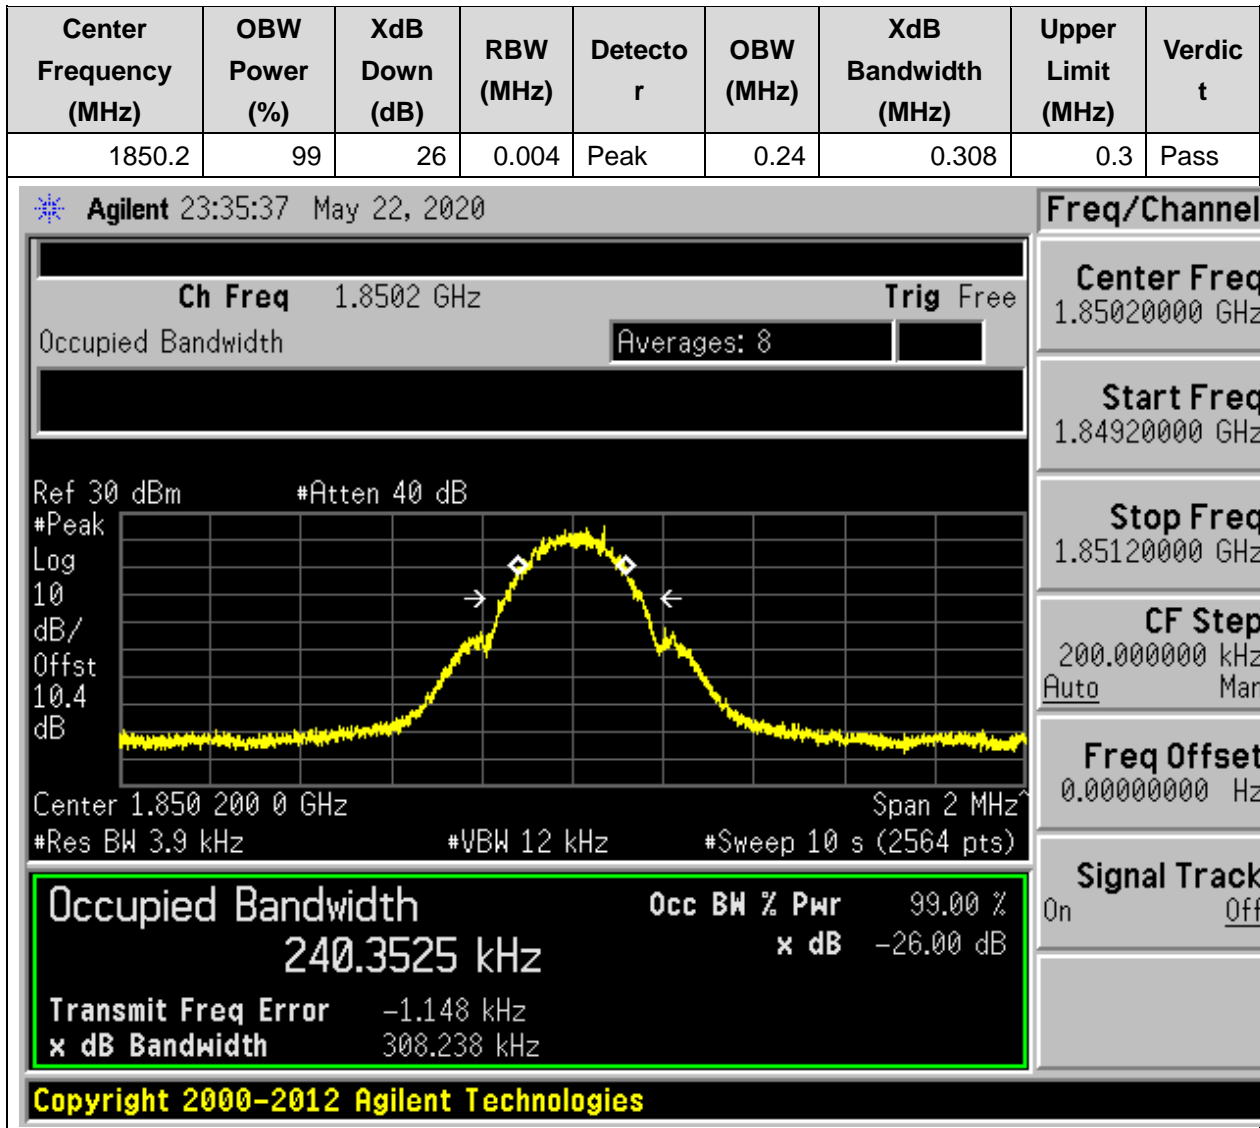 Center Frequency (MHz) OBW Power (%) XdB Down (dB) RBW (MHz) Detector OBW (MHz) XdB Bandwidth (MHz) Upper Limit (MHz) Verdict
1850.2 99 26 0.004 Peak 0.24 0.308 0.3 Pass
Agilent 23:35:37 May 22, 2020
Freq/Channel
Ch Freq 1.8502 GHz Trig Free
Occupied Bandwidth Averages: 8
Center Freq
1.85020000 GHz
Start Freq
1.84920000 GHz
Stop Freq
1.85120000 GHz
CF Step
200.000000 kHz
Auto Man
Freq Offset
0.00000000 Hz
Signal Track
On Off
Ref 30 dBm #Atten 40 dB
#Peak
Log
10
dB/
Offst
10.4
dB
Center 1.850 200 0 GHz Span 2 MHz^
#Res BW 3.9 kHz #VBW 12 kHz #Sweep 10 s (2564 pts)
Occupied Bandwidth Occ BW % Pwr 99.00 %
240.3525 kHz x dB -26.00 dB
Transmit Freq Error -1.148 kHz
x dB Bandwidth 308.238 kHz
Copyright 2000-2012 Agilent Technologies